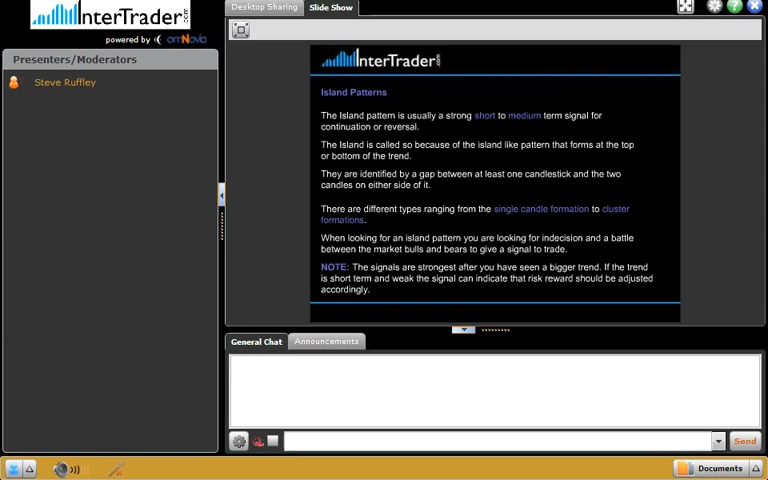 InterTrader.com
powered by omNovia
Presenters/Moderators
Steve Ruffley
Desktop Sharing
Slide Show
InterTrader.com
Island Patterns
The Island pattern is usually a strong short to medium term signal for
continuation or reversal.
The Island is called so because of the island like pattern that forms at the top
or bottom of the trend.
They are identified by a gap between at least one candlestick and the two
candles on either side of it.
There are different types ranging from the single candle formation to cluster
formations.
When looking for an island pattern you are looking for indecision and a battle
between the market bulls and bears to give a signal to trade.
NOTE: The signals are strongest after you have seen a bigger trend. If the trend
is short term and weak the signal can indicate that risk reward should be adjusted
accordingly.
General Chat
Announcements
Send
Documents